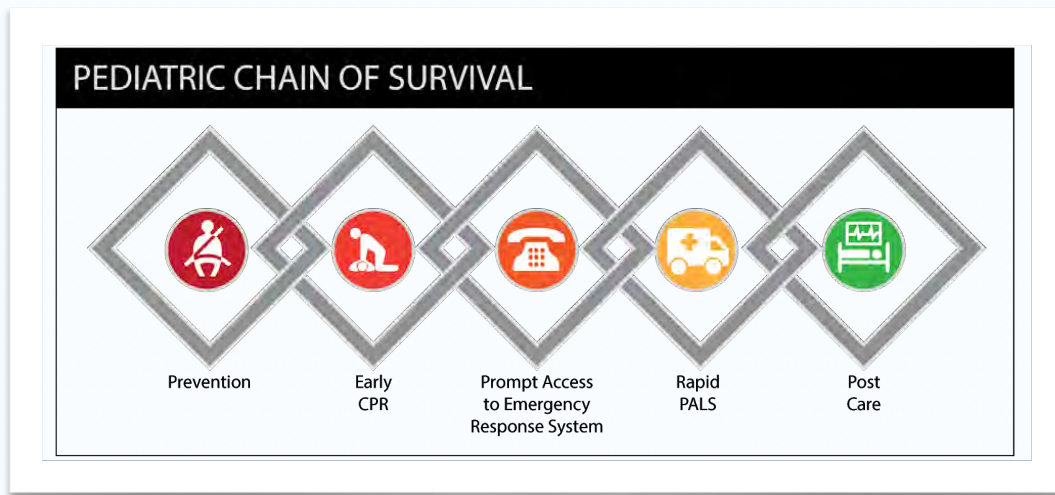 PEDIATRIC CHAIN OF SURVIVAL
Prevention
Early
CPR
Prompt Access
to Emergency
Response System
Rapid
PALS
Post
Care